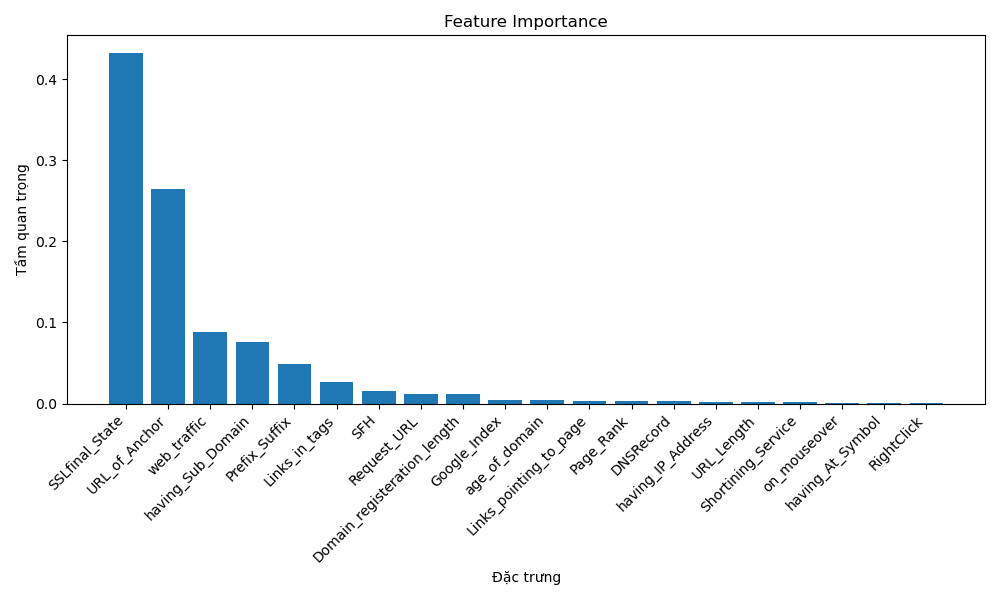 Feature Importance
Tầm quan trọng
0.4
0.3
0.2
0.1
0.0
SSLfinal_State
URL_of_Anchor
web_traffic
having_Sub_Domain
Prefix_Suffix
Links_in_tags
SFH
Request_URL
Domain_registeration_length
Google_Index
age_of_domain
Links_pointing_to_page
Page_Rank
DNSRecord
having_IP_Address
URL_Length
Shortining_Service
on_mouseover
having_At_Symbol
RightClick
Đặc trưng